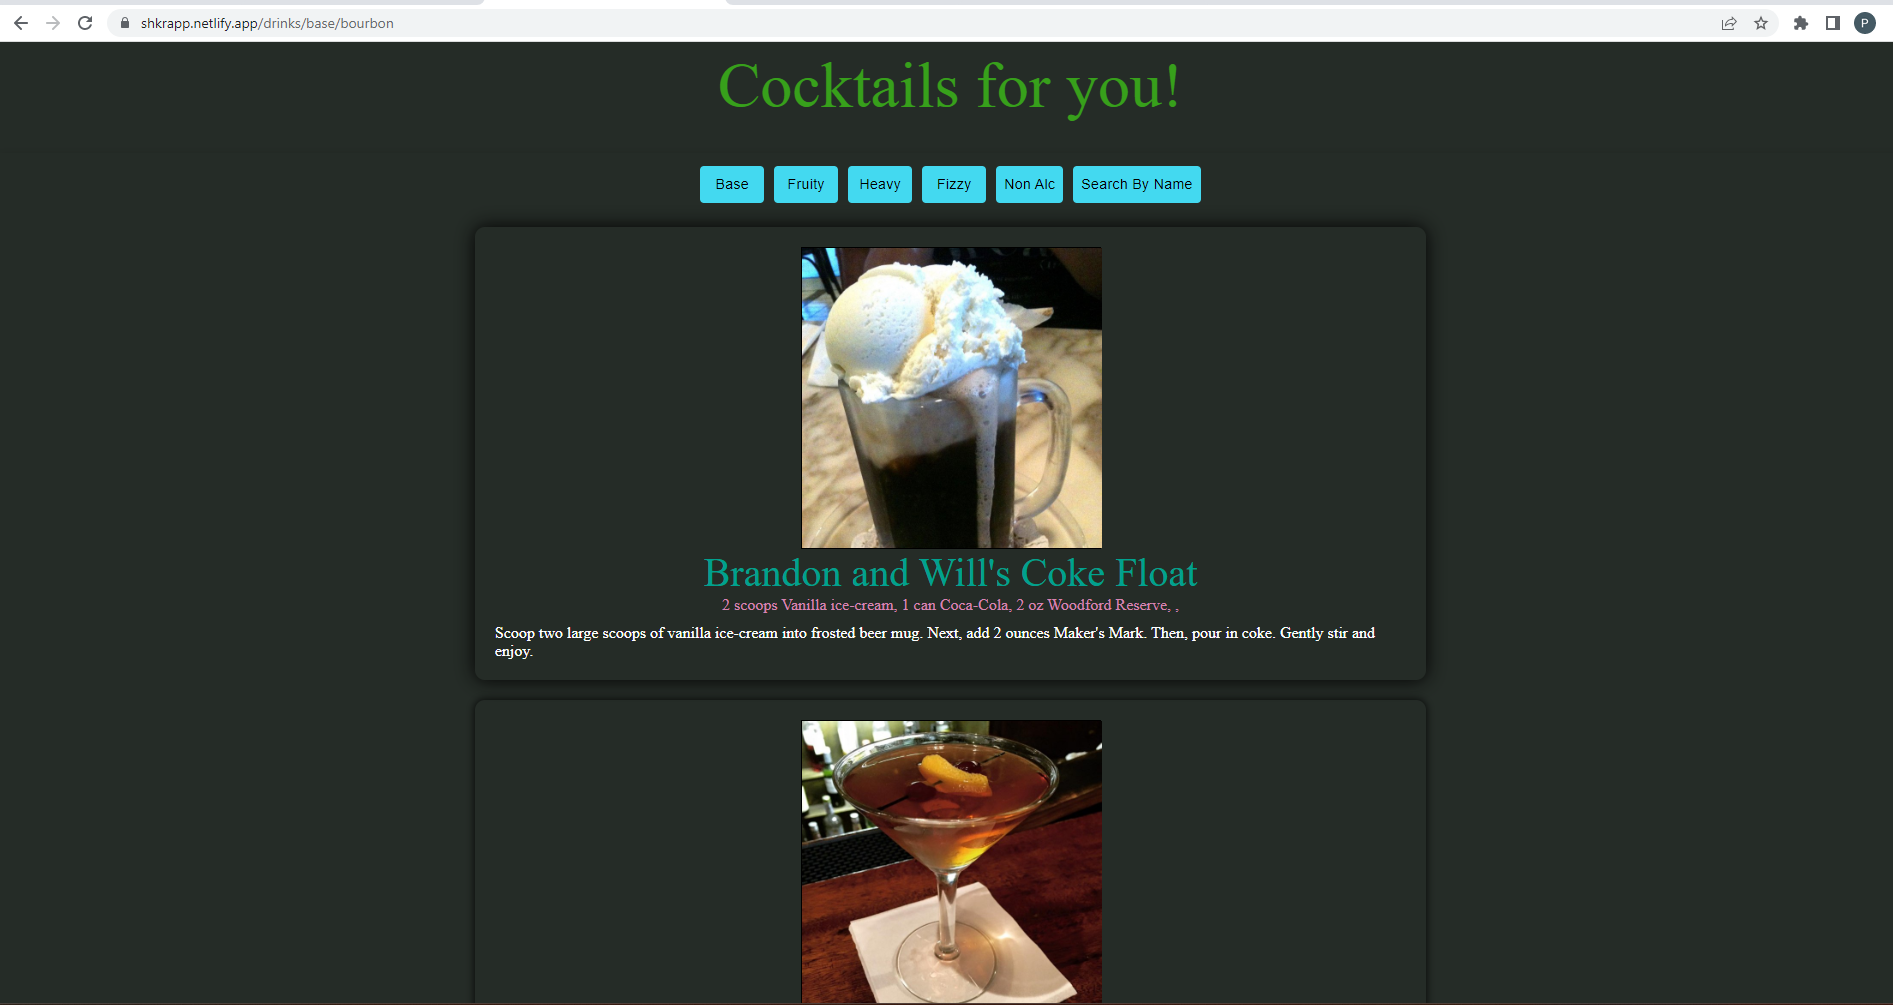 shkrapp.netlify.app/drinks/base/bourbon
P
Cocktails for you!
Base
Fruity
Heavy
Fizzy
Non Alc
Search By Name
Brandon and Will's Coke Float
2 scoops Vanilla ice-cream, 1 can Coca-Cola, 2 oz Woodford Reserve, ,
Scoop two large scoops of vanilla ice-cream into frosted beer mug. Next, add 2 ounces Maker's Mark. Then, pour in coke. Gently stir and
enjoy.